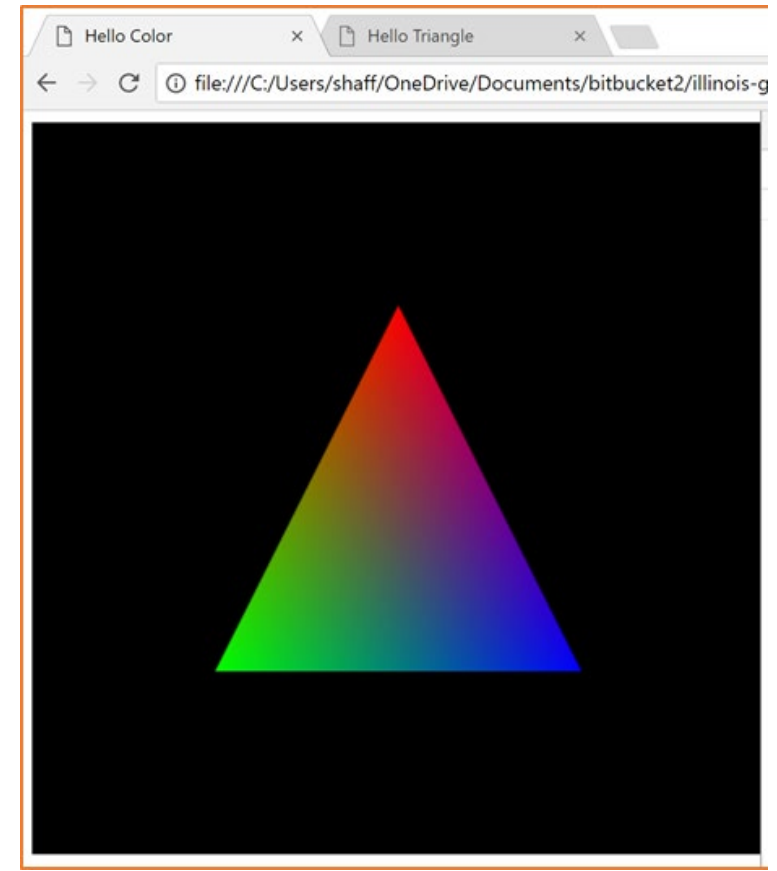 Hello Color
Hello Triangle
file:///C:/Users/shaff/OneDrive/Documents/bitbucket2/illinois-g